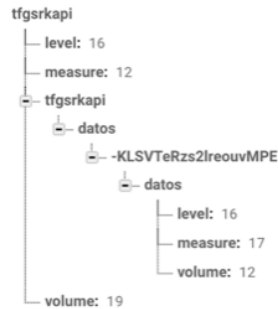 tfgsrkapi
level: 16
measure: 12
tfgsrkapi
datos
-KLSVTeRzs2lreouvMPE
datos
level: 16
measure: 17
volume: 12
volume: 19